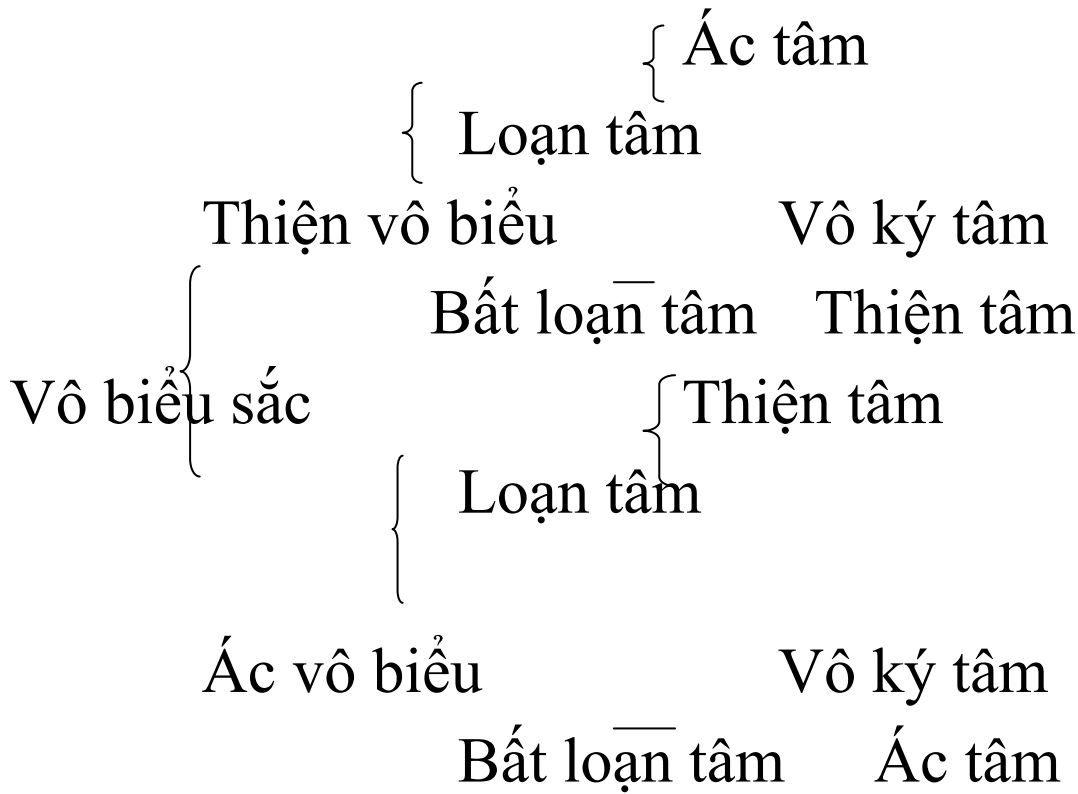 Ác tâm
Loạn tâm
Thiện vô biểu Vô ký tâm
Bất loạn tâm Thiện tâm
Vô biểu sắc Thiện tâm
Loạn tâm
Ác vô biểu Vô ký tâm
Bất loạn tâm Ác tâm